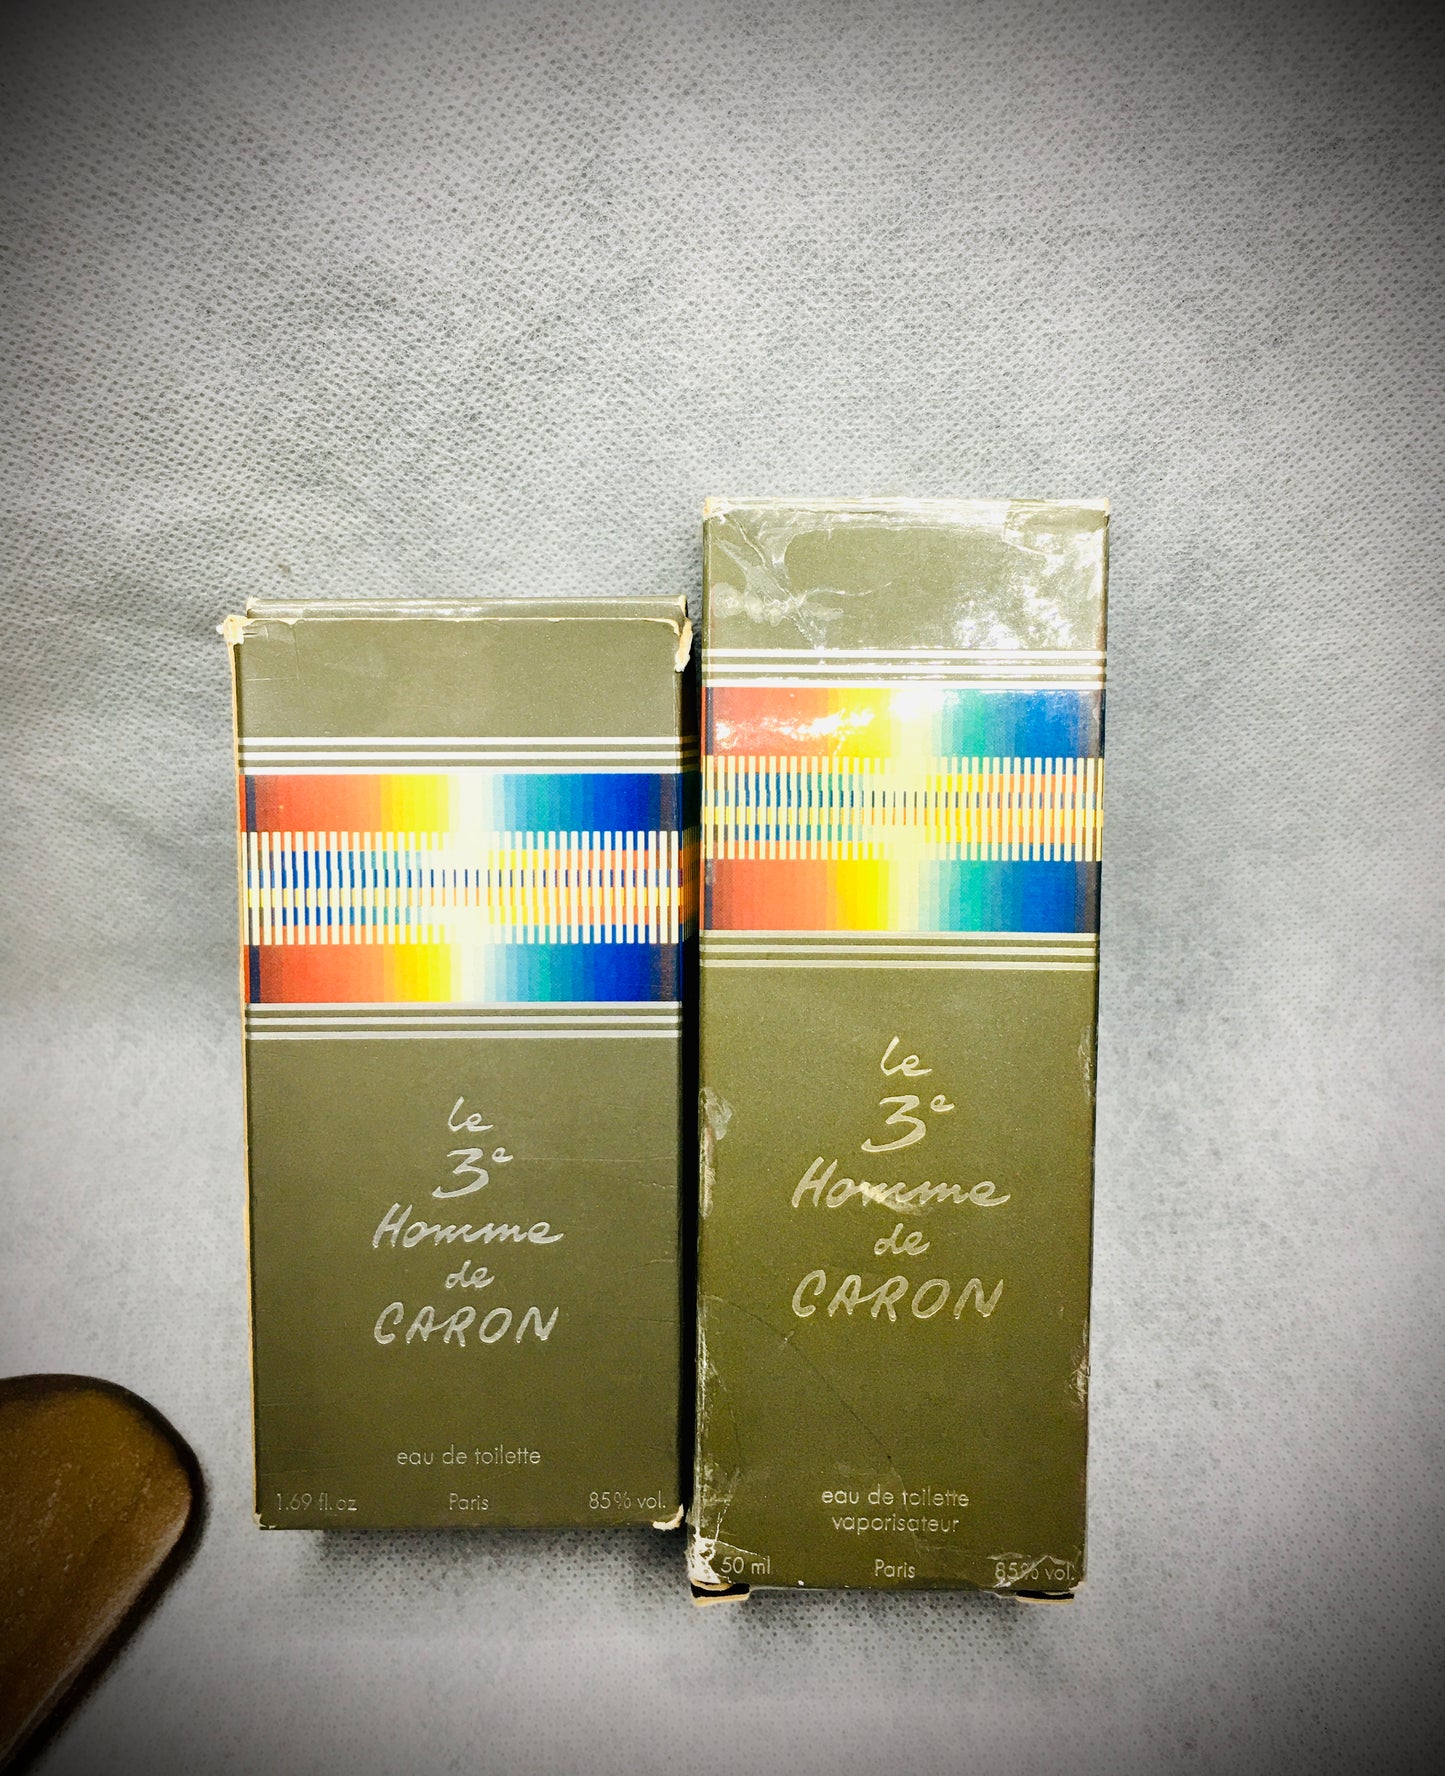 le
3e
Homme
de
CARON
eau de toilette
1.69 fl. oz Paris 85% vol.
le
3e
Homme
de
CARON
eau de toilette
vaporisateur
50 ml Paris 85% vol.